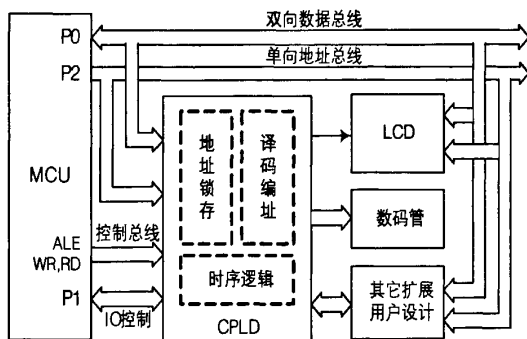 双向数据总线
P0
单向地址总线
P2
MCU
地址锁存
译码编址
LCD
数码管
控制总线
ALE
WR,RD
时序逻辑
P1
IO控制
CPLD
其它扩展
用户设计